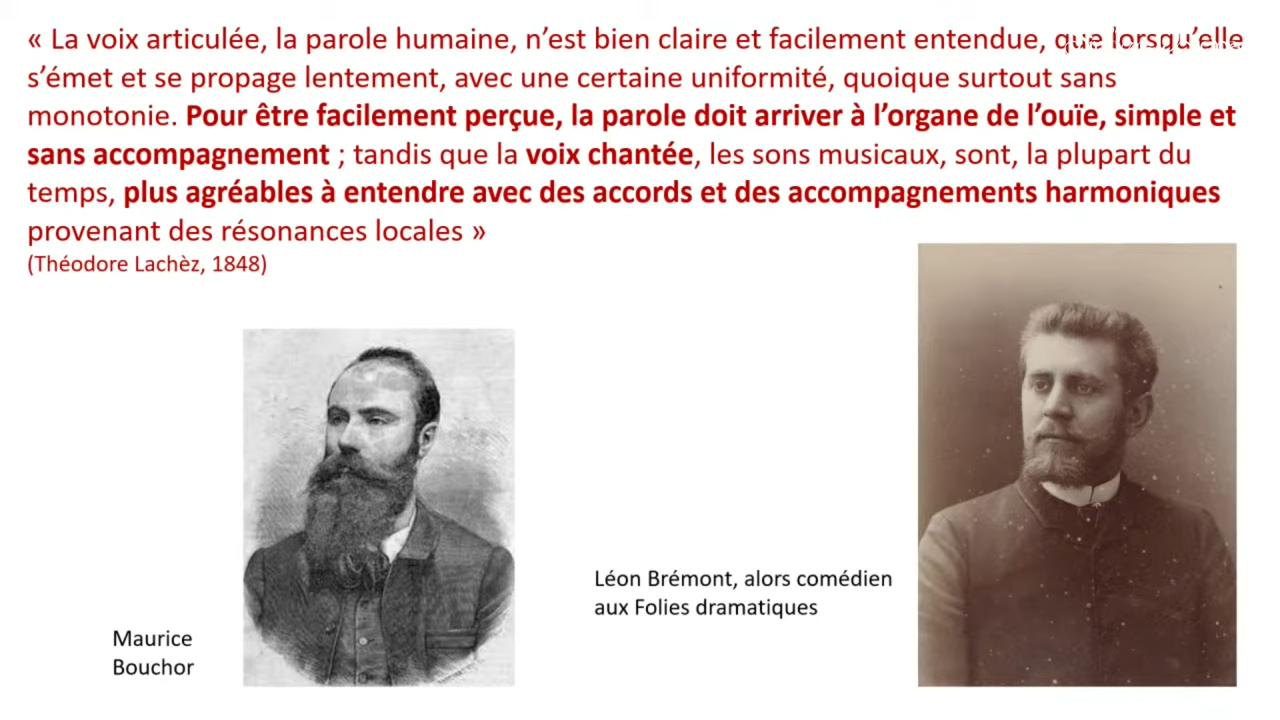 « La voix articulée, la parole humaine, n’est bien claire et facilement entendue, que lorsqu’elle
s’émet et se propage lentement, avec une certaine uniformité, quoique surtout sans
monotonie. Pour être facilement perçue, la parole doit arriver à l’organe de l’ouïe, simple et
sans accompagnement ; tandis que la voix chantée, les sons musicaux, sont, la plupart du
temps, plus agréables à entendre avec des accords et des accompagnements harmoniques
provenant des résonances locales »
(Théodore Lachèz, 1848)
Léon Brémont, alors comédien
aux Folies dramatiques
Maurice
Bouchor